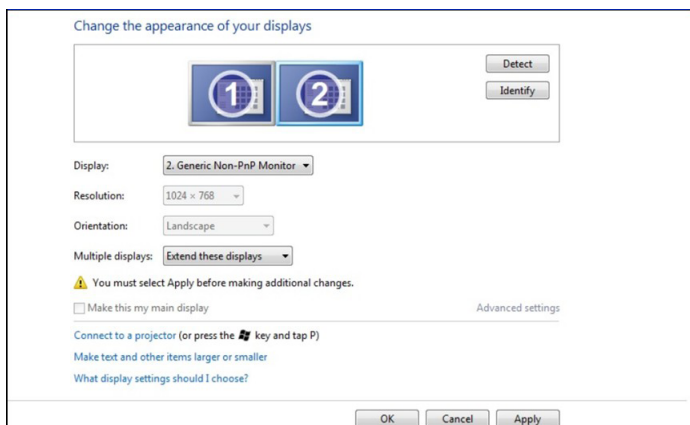 Change the appearance of your displays
1
2
Detect
Identify
Display:
2. Generic Non-PnP Monitor
Resolution:
1024 × 768
Orientation:
Landscape
Multiple displays:
Extend these displays
You must select Apply before making additional changes.
Make this my main display
Advanced settings
Connect to a projector (or press the key and tap P)
Make text and other items larger or smaller
What display settings should I choose?
OK
Cancel
Apply